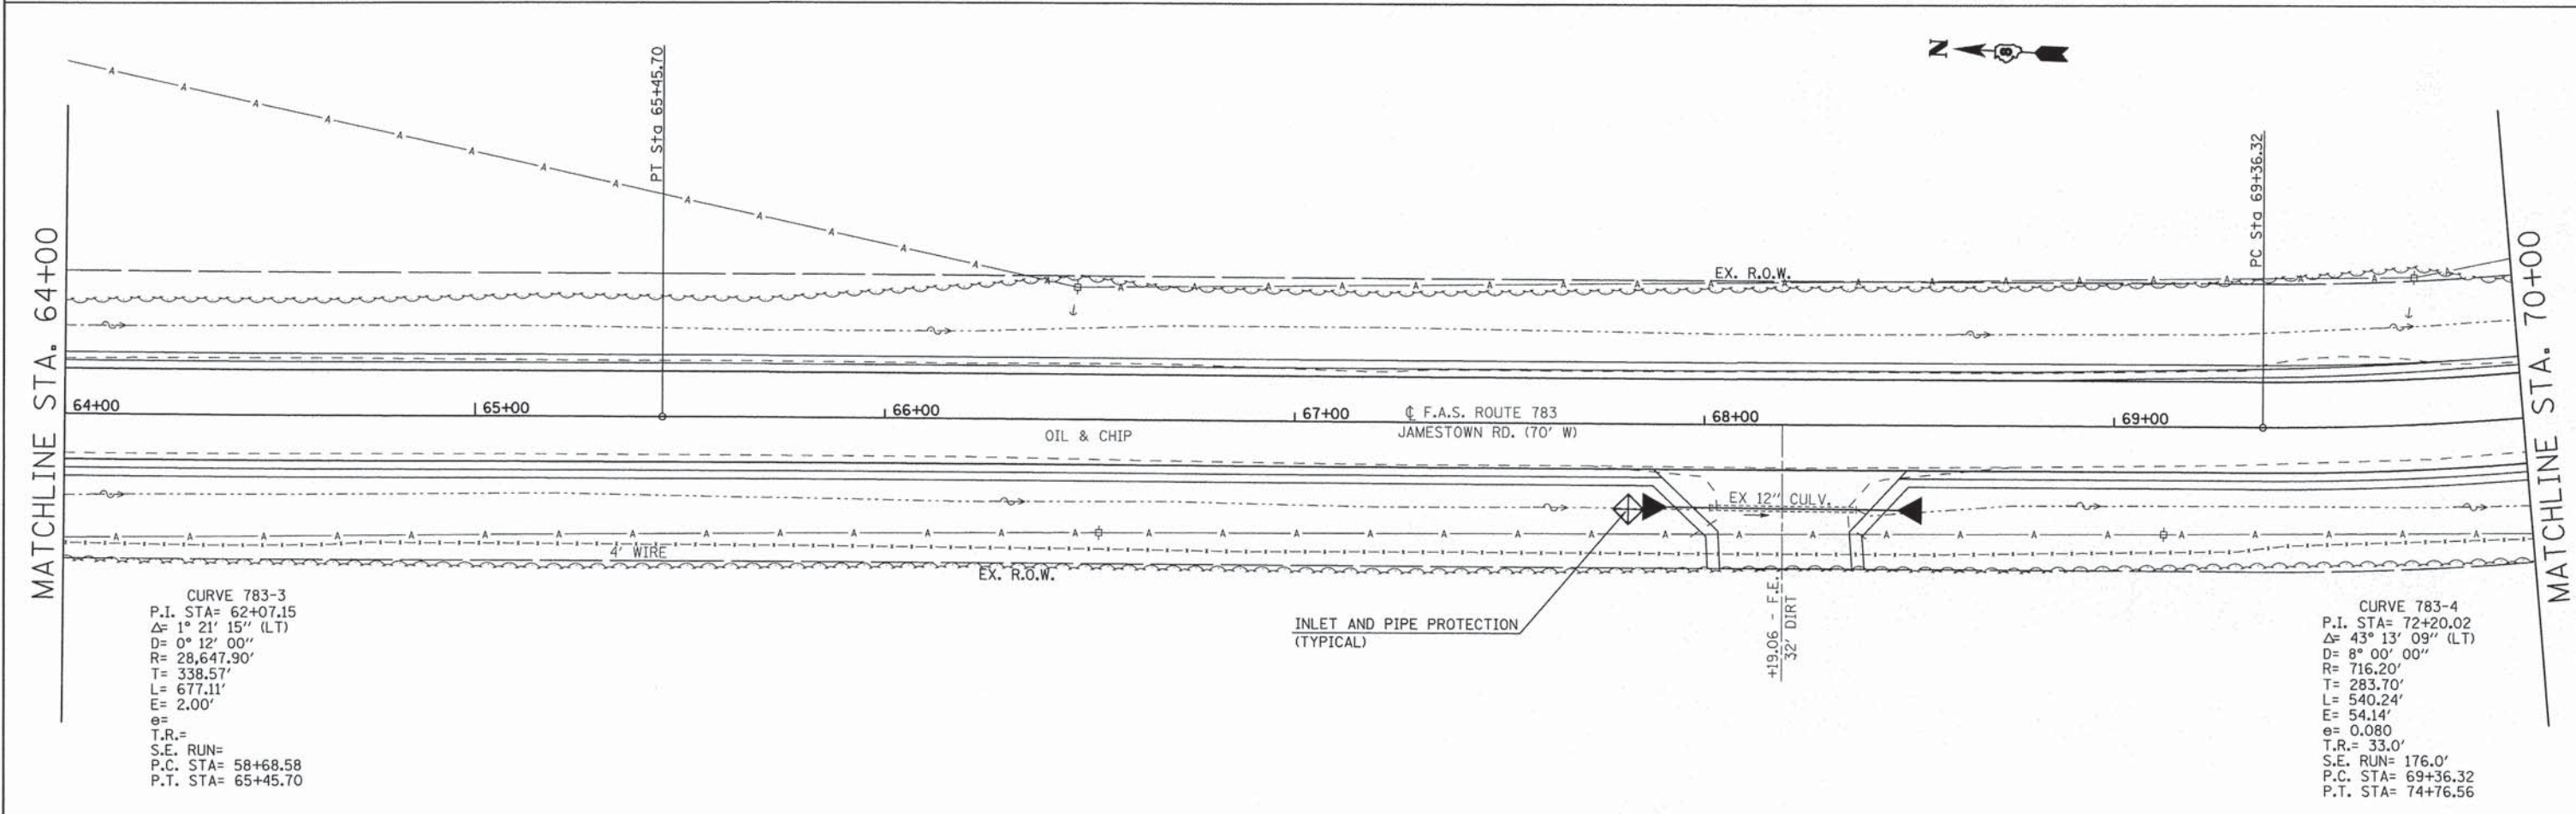 N
8
PT Sta 65+45.70
PC Sta 69+36.32
MATCHLINE STA. 64+00
MATCHLINE STA. 70+00
EX. R.O.W.
64+00
65+00
66+00
67+00
68+00
69+00
℄ F.A.S. ROUTE 783
JAMESTOWN RD. (70' W)
OIL & CHIP
EX 12" CULV.
4' WIRE
EX. R.O.W.
INLET AND PIPE PROTECTION
(TYPICAL)
+19.06 - F.E.
32' DIRT
CURVE 783-3
P.I. STA= 62+07.15
Δ= 1° 21' 15" (LT)
D= 0° 12' 00"
R= 28,647.90'
T= 338.57'
L= 677.11'
E= 2.00'
e=
T.R.=
S.E. RUN=
P.C. STA= 58+68.58
P.T. STA= 65+45.70
CURVE 783-4
P.I. STA= 72+20.02
Δ= 43° 13' 09" (LT)
D= 8° 00' 00"
R= 716.20'
T= 283.70'
L= 540.24'
E= 54.14'
e= 0.080
T.R.= 33.0'
S.E. RUN= 176.0'
P.C. STA= 69+36.32
P.T. STA= 74+76.56